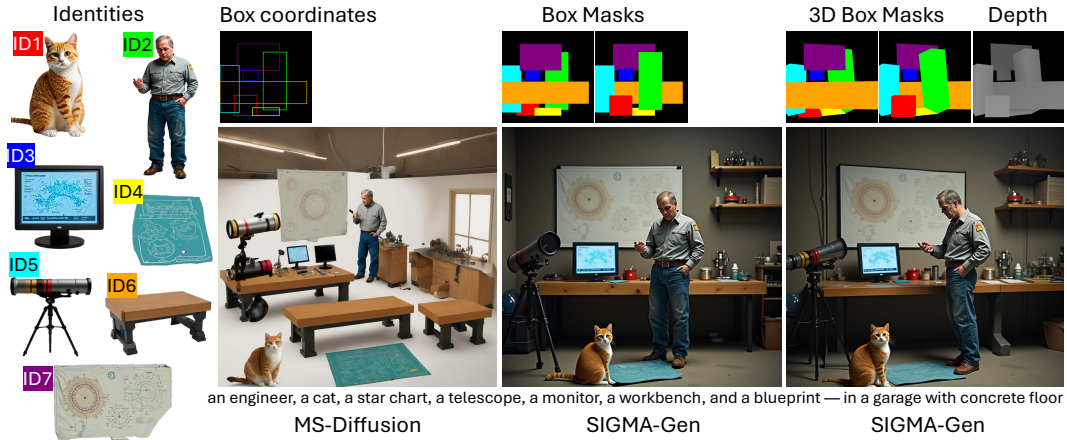 Identities
Box coordinates
Box Masks
3D Box Masks
Depth
ID1
ID2
ID3
ID4
ID5
ID6
ID7
an engineer, a cat, a star chart, a telescope, a monitor, a workbench, and a blueprint — in a garage with concrete floor
MS-Diffusion
SIGMA-Gen
SIGMA-Gen